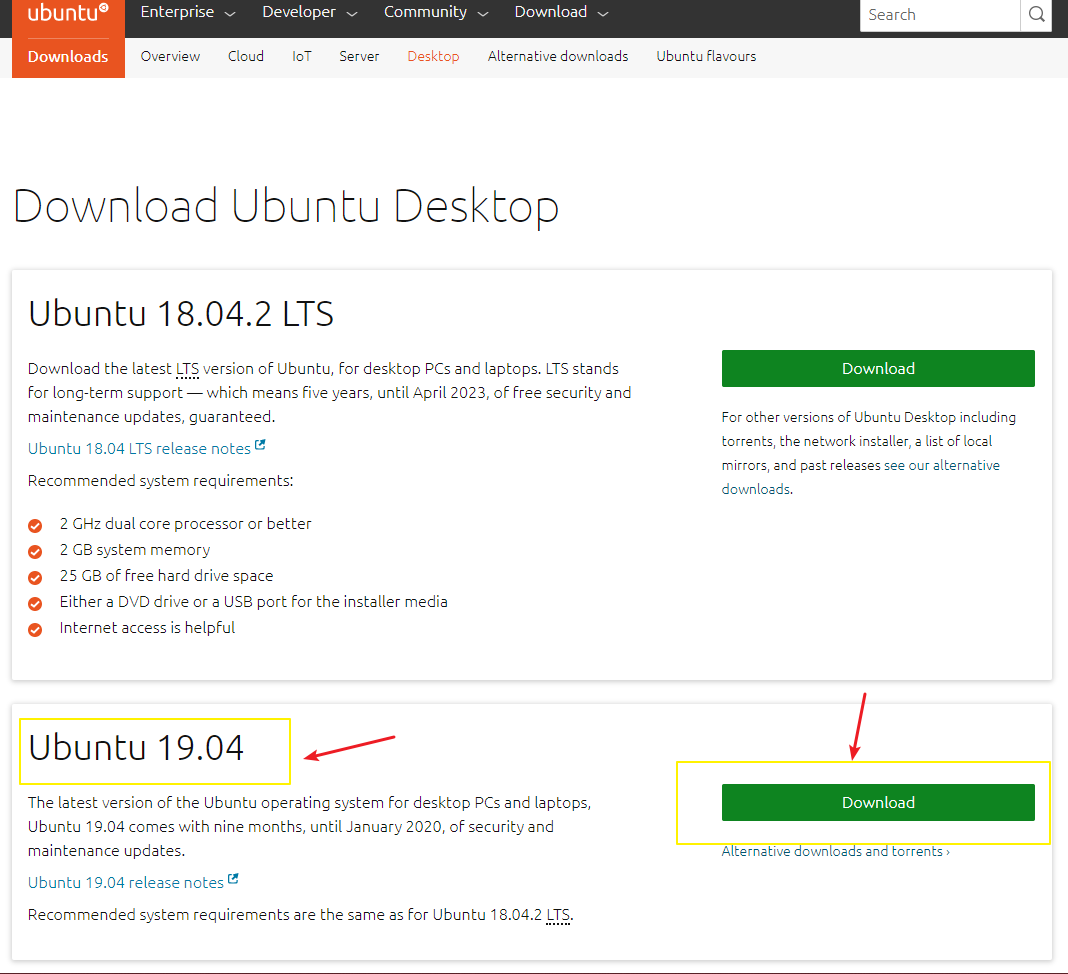 ubuntu Enterprise Developer Community Download Search
Downloads Overview Cloud IoT Server Desktop Alternative downloads Ubuntu flavours
Download Ubuntu Desktop
Ubuntu 18.04.2 LTS
Download the latest LTS version of Ubuntu, for desktop PCs and laptops. LTS stands
for long-term support — which means five years, until April 2023, of free security and
maintenance updates, guaranteed.
Ubuntu 18.04 LTS release notes
Recommended system requirements:
2 GHz dual core processor or better
2 GB system memory
25 GB of free hard drive space
Either a DVD drive or a USB port for the installer media
Internet access is helpful
Download
For other versions of Ubuntu Desktop including
torrents, the network installer, a list of local
mirrors, and past releases see our alternative
downloads.
Ubuntu 19.04
The latest version of the Ubuntu operating system for desktop PCs and laptops,
Ubuntu 19.04 comes with nine months, until January 2020, of security and
maintenance updates.
Ubuntu 19.04 release notes
Recommended system requirements are the same as for Ubuntu 18.04.2 LTS.
Download
Alternative downloads and torrents ›